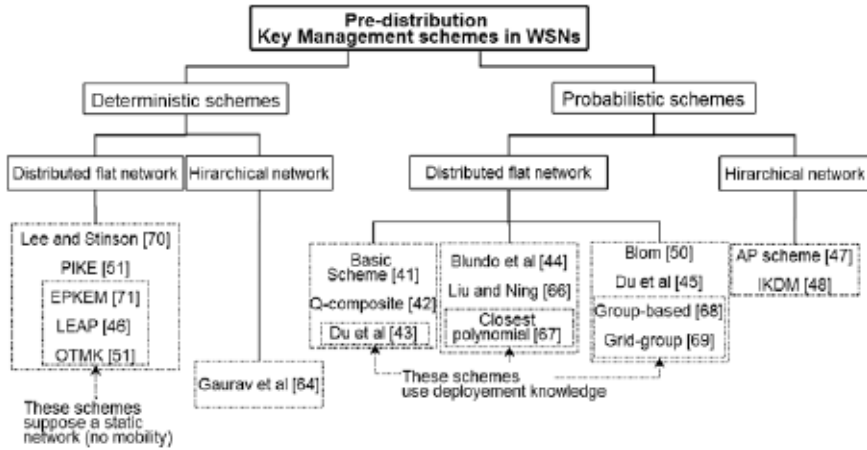 Pre-distribution
Key Management schemes in WSNs
Deterministic schemes
Probabilistic schemes
Distributed flat network
Hirarchical network
Distributed flat network
Hirarchical network
Lee and Stinson [70]
PIKE [51]
EPKEM [71]
LEAP [46]
OTMK [51]
These schemes
suppose a static
network (no mobility)
Gaurav et al [64]
Basic
Scheme [41]
Q-composite [42]
Du et al [43]
Blundo et al [44]
Liu and Ning [66]
Closest
polynomial [67]
Blom [50]
Du et al [45]
Group-based [68]
Grid-group [69]
These schemes
use deployement knowledge
AP scheme [47]
IKDM [48]